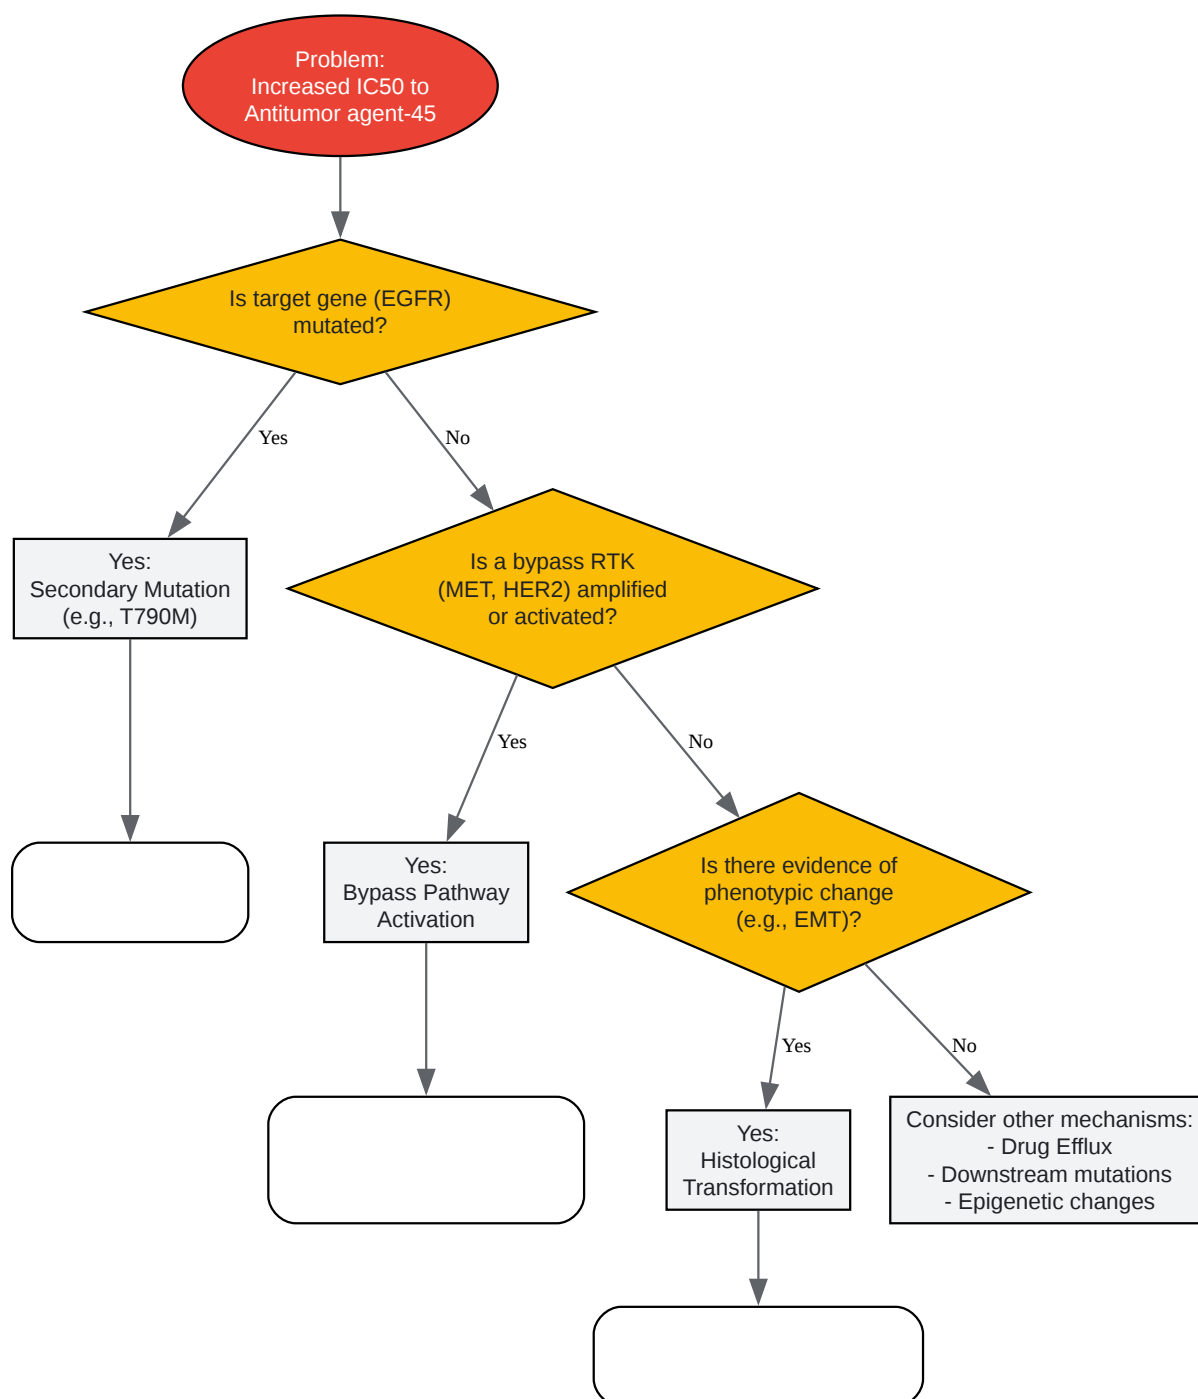 Problem:
Increased IC50 to
Antitumor agent-45
Is target gene (EGFR)
mutated?
Yes
No
Yes:
Secondary Mutation
(e.g., T790M)
Is a bypass RTK
(MET, HER2) amplified
or activated?
Yes
No
Yes:
Bypass Pathway
Activation
Is there evidence of
phenotypic change
(e.g., EMT)?
Yes
No
Yes:
Histological
Transformation
Consider other mechanisms:
- Drug Efflux
- Downstream mutations
- Epigenetic changes